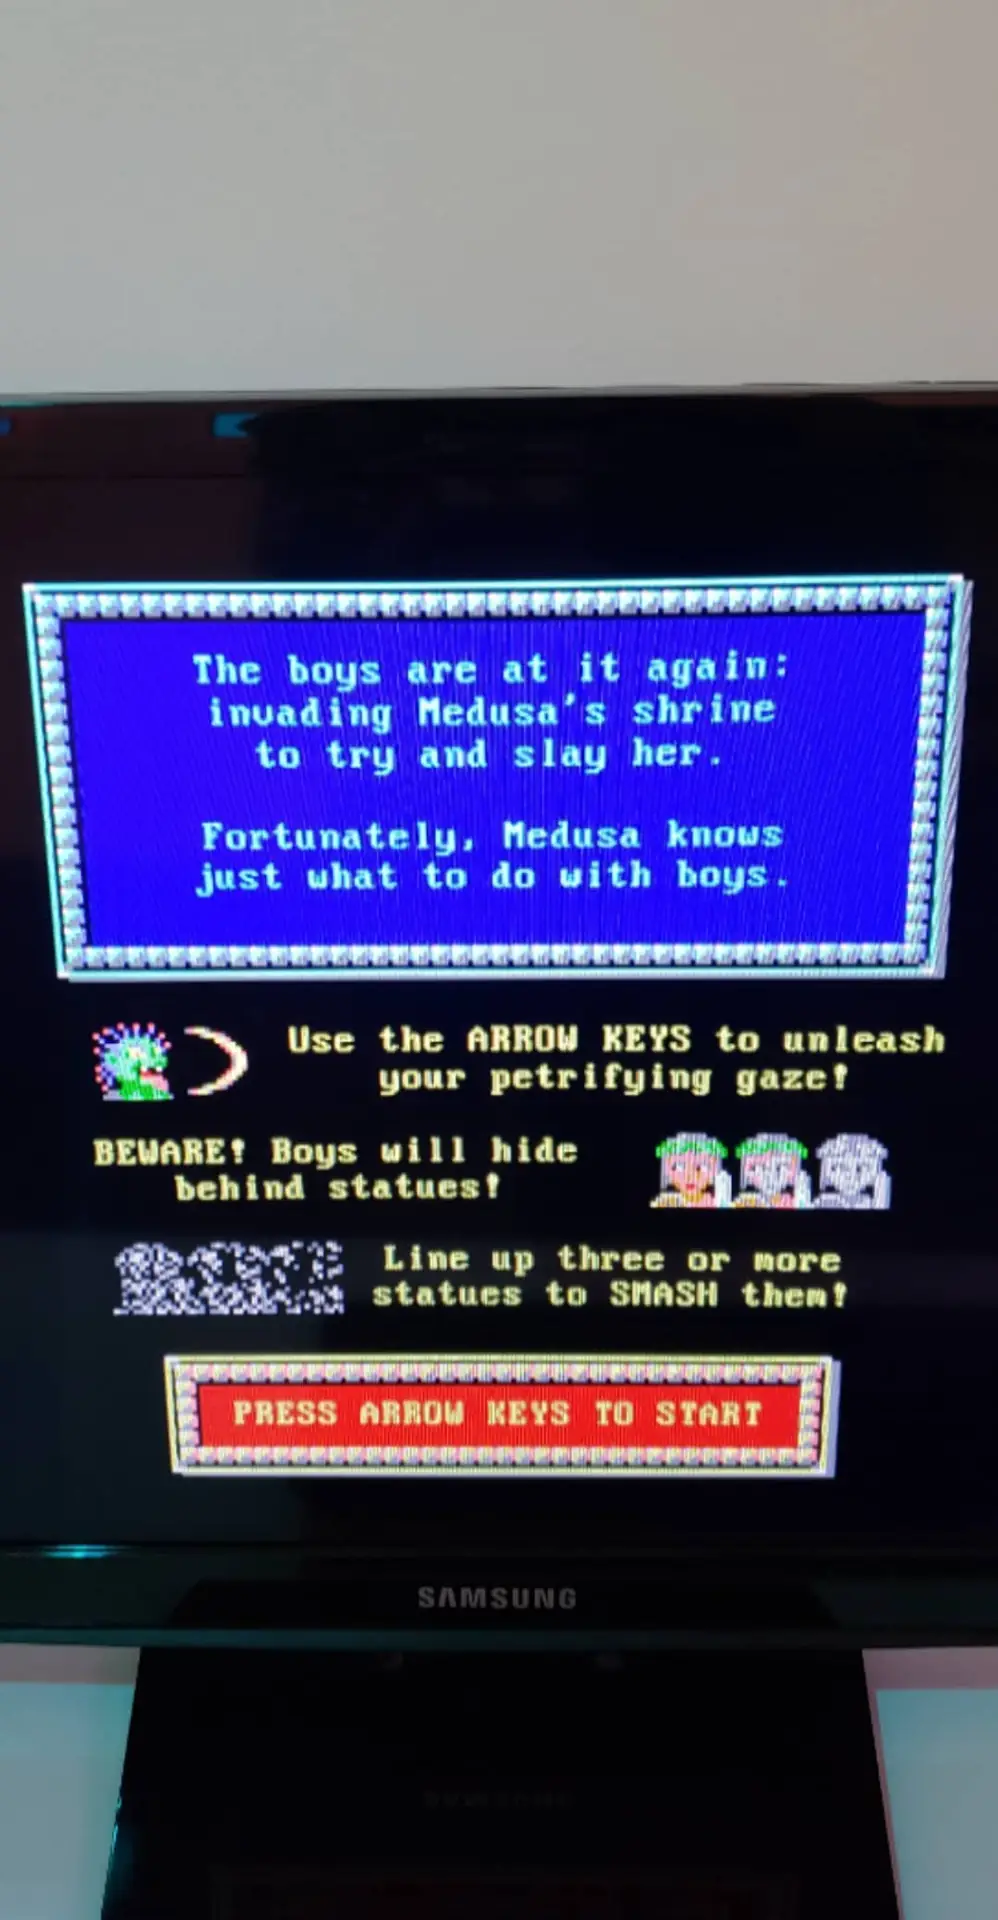 The boys are at it again:
invading Medusa's shrine
to try and slay her.
Fortunately, Medusa knows
just what to do with boys.
Use the ARROW KEYS to unleash
your petrifying gaze!
BEWARE! Boys will hide
behind statues!
Line up three or more
statues to SMASH them!
PRESS ARROW KEYS TO START
SAMSUNG